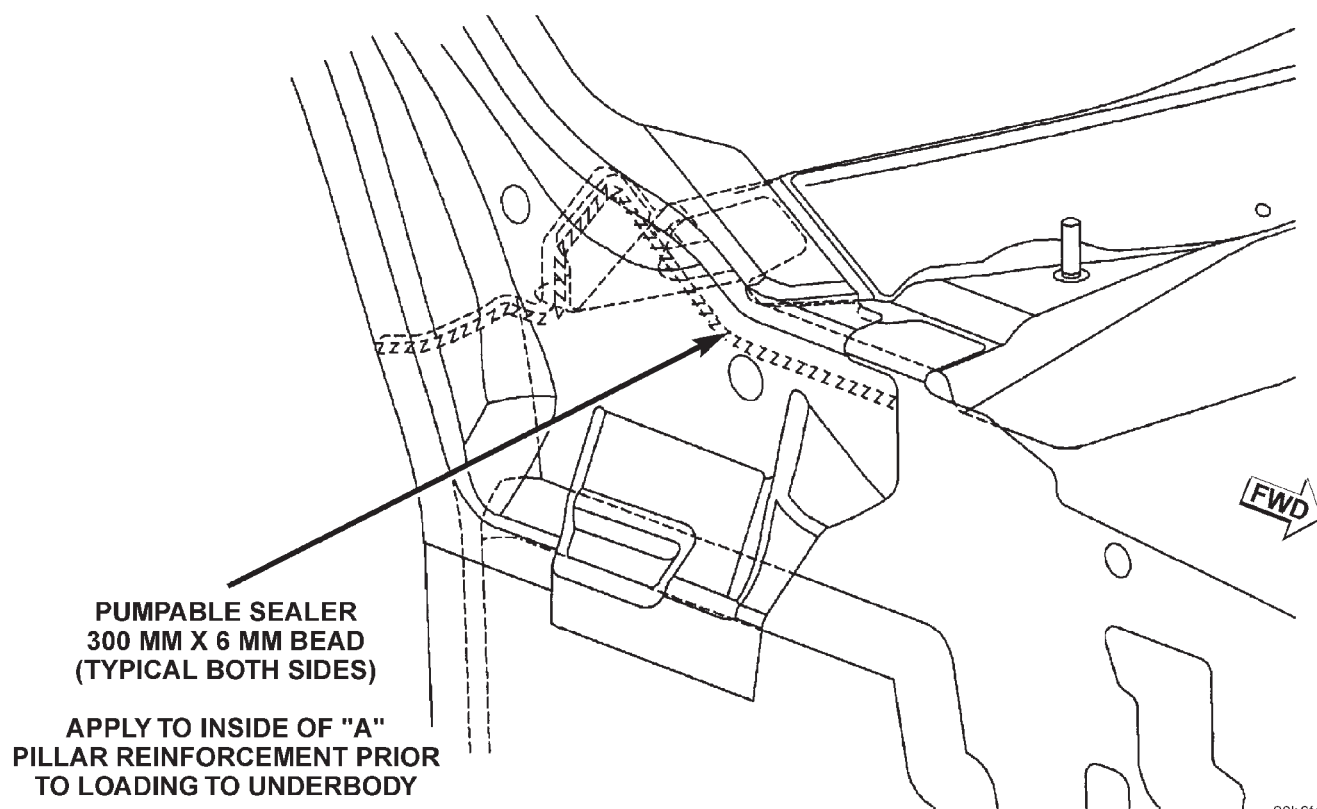 FWD
PUMPABLE SEALER
300 MM X 6 MM BEAD
(TYPICAL BOTH SIDES)
APPLY TO INSIDE OF "A"
PILLAR REINFORCEMENT PRIOR
TO LOADING TO UNDERBODY